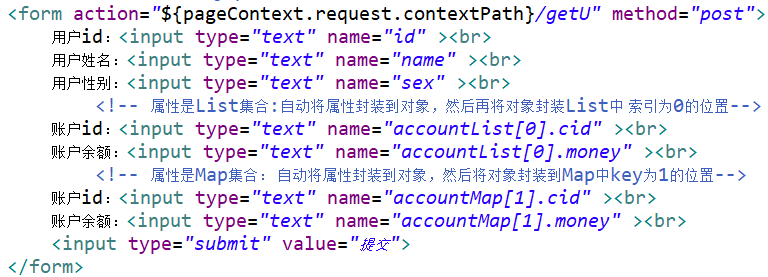 <form action="${pageContext.request.contextPath}/getU" method="post">
用户id：<input type="text" name="id" ><br>
用户姓名：<input type="text" name="name" ><br>
用户性别：<input type="text" name="sex" ><br>
<!-- 属性是List集合：自动将属性封装到对象，然后再将对象封装List中 索引为0的位置-->
账户id：<input type="text" name="accountList[0].cid" ><br>
账户余额：<input type="text" name="accountList[0].money" ><br>
<!-- 属性是Map集合： 自动将属性封装到对象，然后将对象封装到Map中key为1的位置-->
账户id：<input type="text" name="accountMap[1].cid" ><br>
账户余额：<input type="text" name="accountMap[1].money" ><br>
<input type="submit" value="提交">
</form>